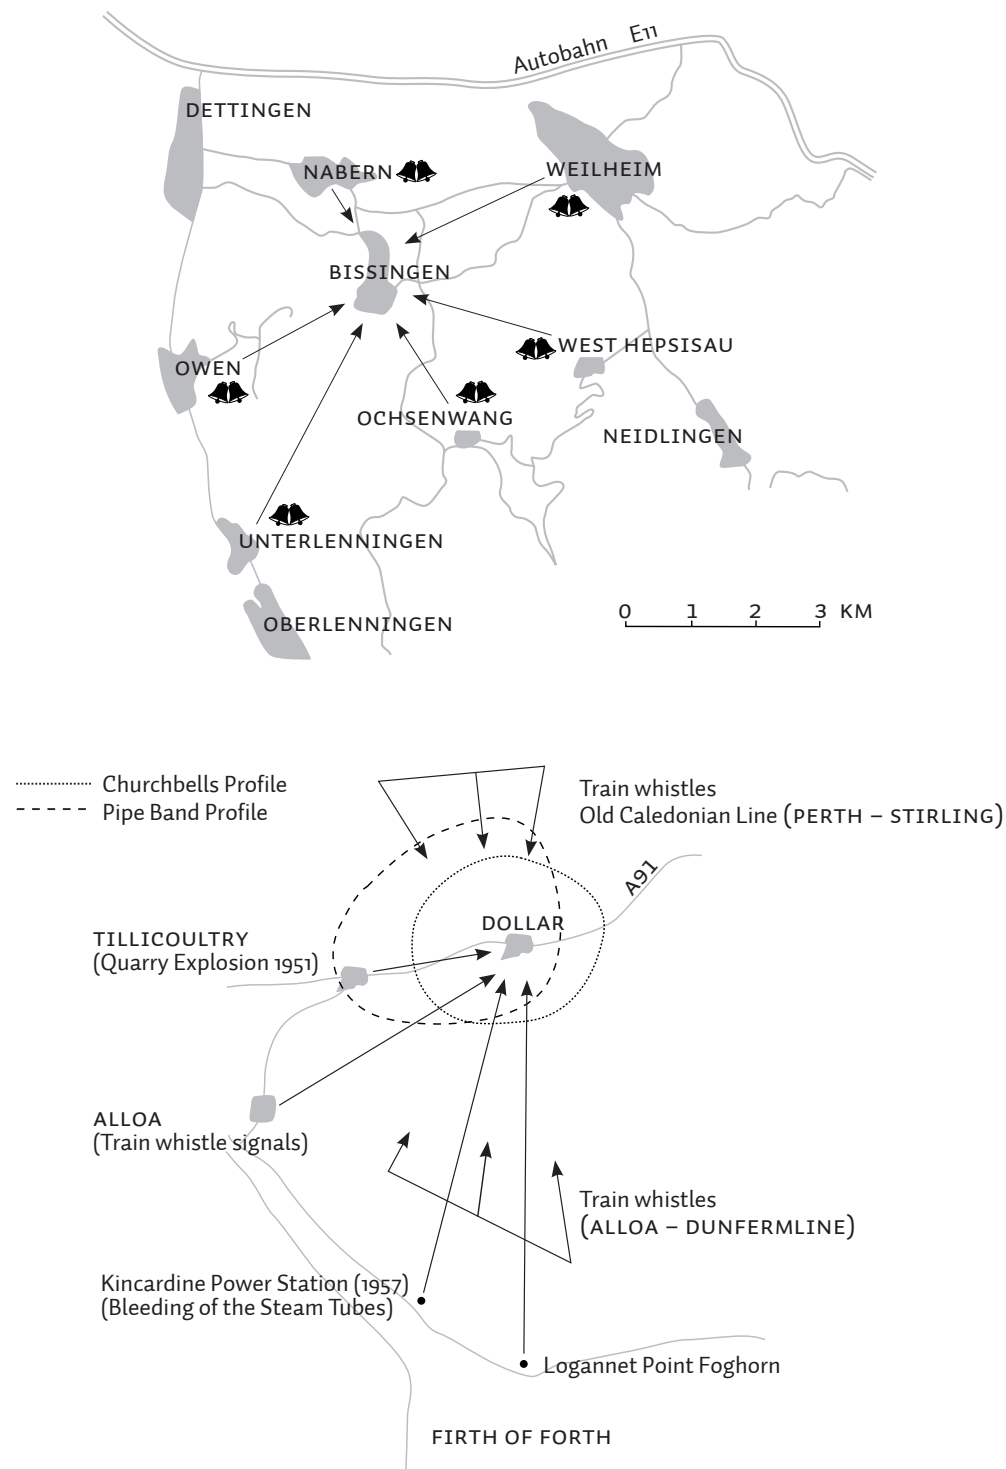 Autobahn E11
DETTINGEN
NABERN
WEILHEIM
BISSINGEN
WEST HEPSISAU
OWEN
OCHSENWANG
NEIDLINGEN
UNTERLENNINGEN
0 1 2 3 KM
OBERLENNINGEN
Churchbells Profile
Pipe Band Profile
Train whistles
Old Caledonian Line (PERTH – STIRLING)
A91
DOLLAR
TILLICOULTRY
(Quarry Explosion 1951)
ALLOA
(Train whistle signals)
Train whistles
(ALLOA – DUNFERMLINE)
Kincardine Power Station (1957)
(Bleeding of the Steam Tubes)
Logannet Point Foghorn
FIRTH OF FORTH